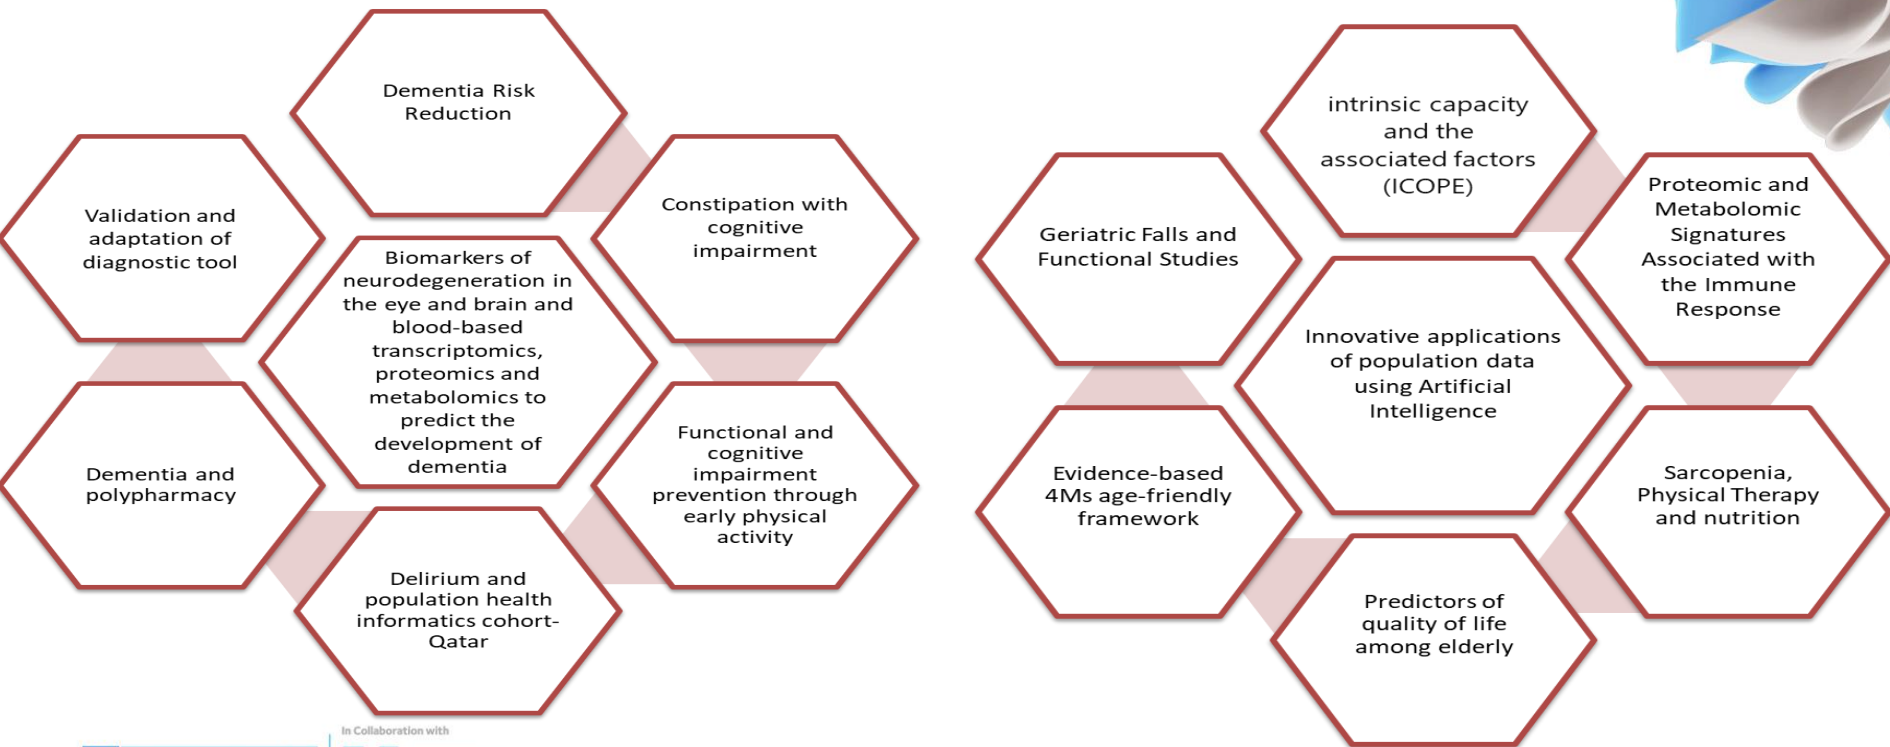 Dementia Risk
Reduction
Validation and
adaptation of
diagnostic tool
Constipation with
cognitive
impairment
Biomarkers of
neurodegeneration in
the eye and brain and
blood-based
transcriptomics,
proteomics and
metabolomics to
predict the
development of
dementia
Dementia and
polypharmacy
Functional and
cognitive
impairment
prevention through
early physical
activity
Delirium and
population health
informatics cohort-
Qatar
In Collaboration with
intrinsic capacity
and the
associated factors
(ICOPE)
Geriatric Falls and
Functional Studies
Proteomic and
Metabolomic
Signatures
Associated with
the Immune
Response
Innovative applications
of population data
using Artificial
Intelligence
Evidence-based
4Ms age-friendly
framework
Sarcopenia,
Physical Therapy
and nutrition
Predictors of
quality of life
among elderly